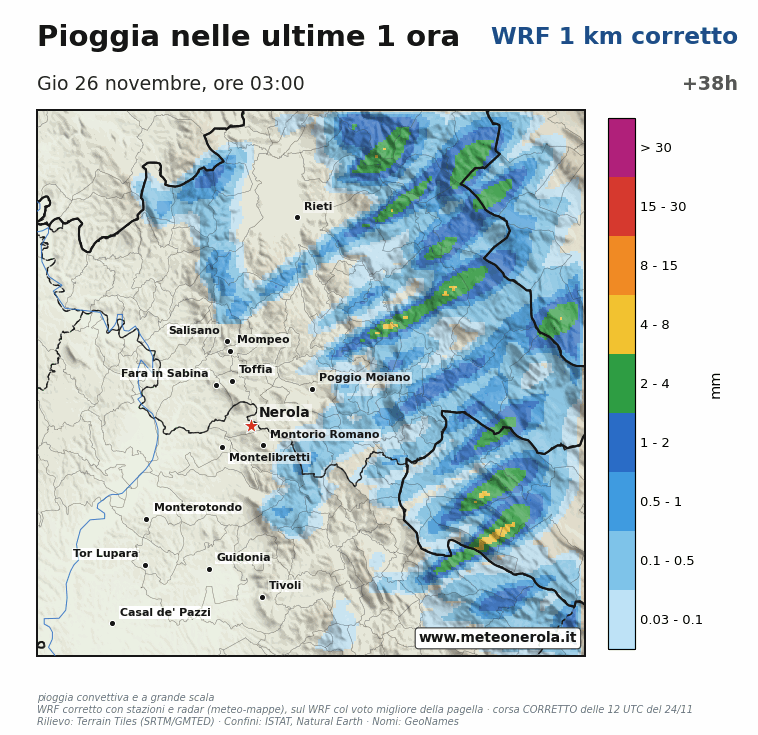 Pioggia nelle ultime 1 ora
WRF 1 km corretto
Gio 26 novembre, ore 03:00
+38h
Rieti
Salisano
Mompeo
Fara in Sabina
Toffia
Poggio Moiano
Nerola
Montorio Romano
Montelibretti
Monterotondo
Tor Lupara
Guidonia
Tivoli
Casal de' Pazzi
www.meteonerola.it
> 30
15 - 30
8 - 15
4 - 8
2 - 4
1 - 2
0.5 - 1
0.1 - 0.5
0.03 - 0.1
mm
pioggia convettiva e a grande scala
WRF corretto con stazioni e radar (meteo-mappe), sul WRF col voto migliore della pagella · corsa CORRETTO delle 12 UTC del 24/11
Rilievo: Terrain Tiles (SRTM/GMTED) · Confini: ISTAT, Natural Earth · Nomi: GeoNames